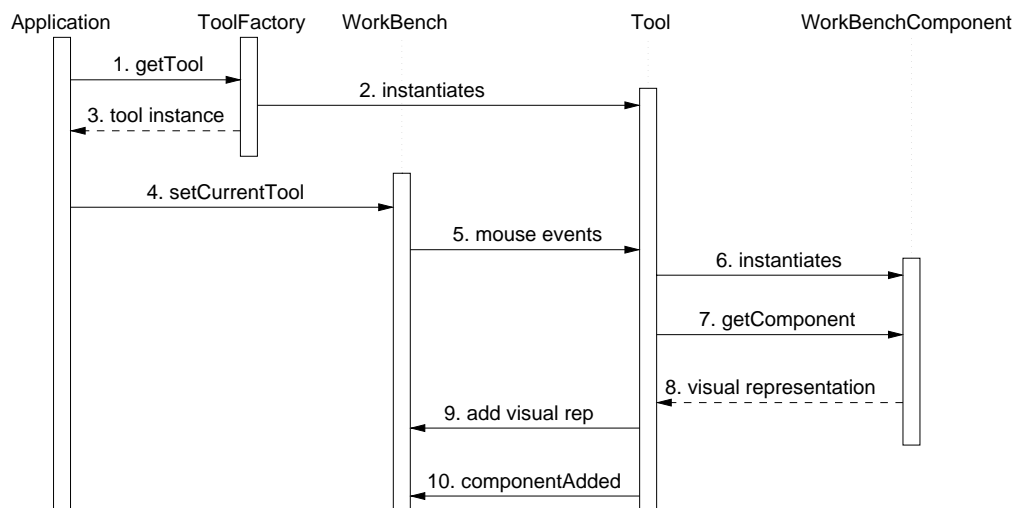 Application
ToolFactory
WorkBench
Tool
WorkBenchComponent
1. getTool
2. instantiates
3. tool instance
4. setCurrentTool
5. mouse events
6. instantiates
7. getComponent
8. visual representation
9. add visual rep
10. componentAdded